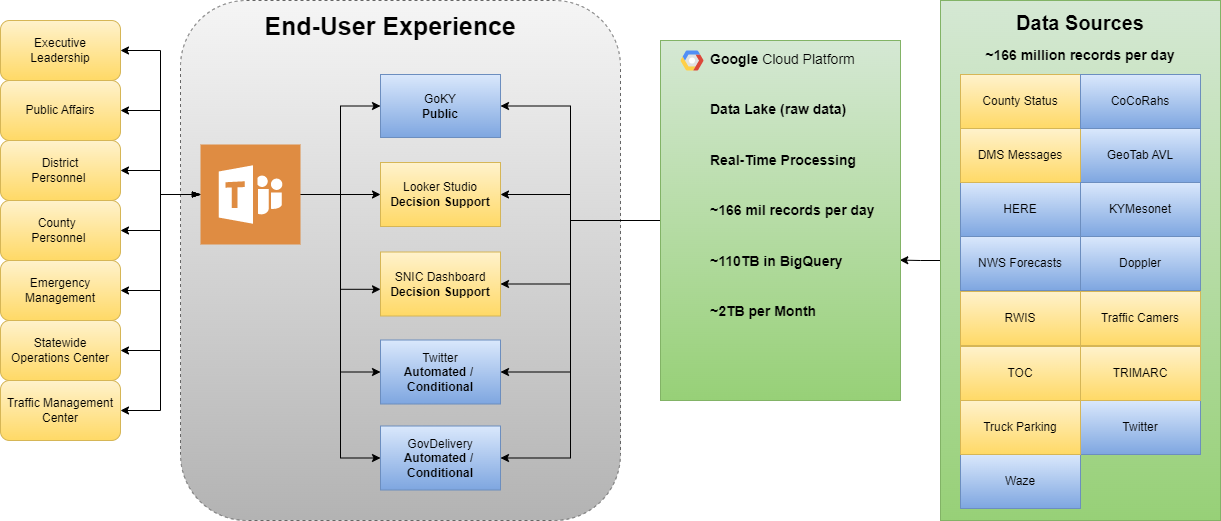 Executive
Leadership
Public Affairs
District
Personnel
County
Personnel
Emergency
Management
Statewide
Operations Center
Traffic Management
Center
End-User Experience
T
GoKY
Public
Looker Studio
Decision Support
SNIC Dashboard
Decision Support
Twitter
Automated /
Conditional
GovDelivery
Automated /
Conditional
Google Cloud Platform
Data Lake (raw data)
Real-Time Processing
~166 mil records per day
~110TB in BigQuery
~2TB per Month
Data Sources
~166 million records per day
County Status
CoCoRahs
DMS Messages
GeoTab AVL
HERE
KYMesonet
NWS Forecasts
Doppler
RWIS
Traffic Camers
TOC
TRIMARC
Truck Parking
Twitter
Waze